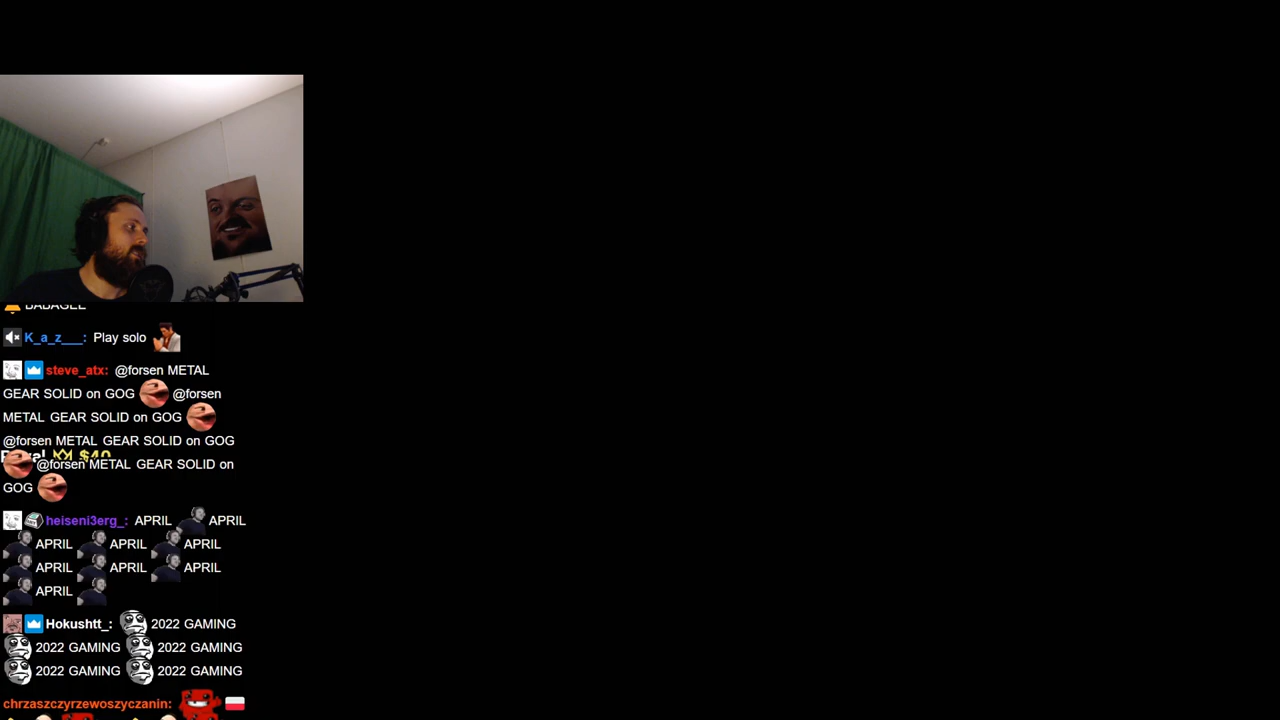 BABAGEE
K_a_z___: Play solo
steve_atx: @forsen METAL
GEAR SOLID on GOG @forsen
METAL GEAR SOLID on GOG
@forsen METAL GEAR SOLID on GOG
$40
@forsen METAL GEAR SOLID on
GOG
heiseni3erg_: APRIL APRIL
APRIL APRIL APRIL
APRIL APRIL APRIL
APRIL
Hokushtt_: 2022 GAMING
2022 GAMING 2022 GAMING
2022 GAMING 2022 GAMING
chrzaszczyrzewoszyczanin: